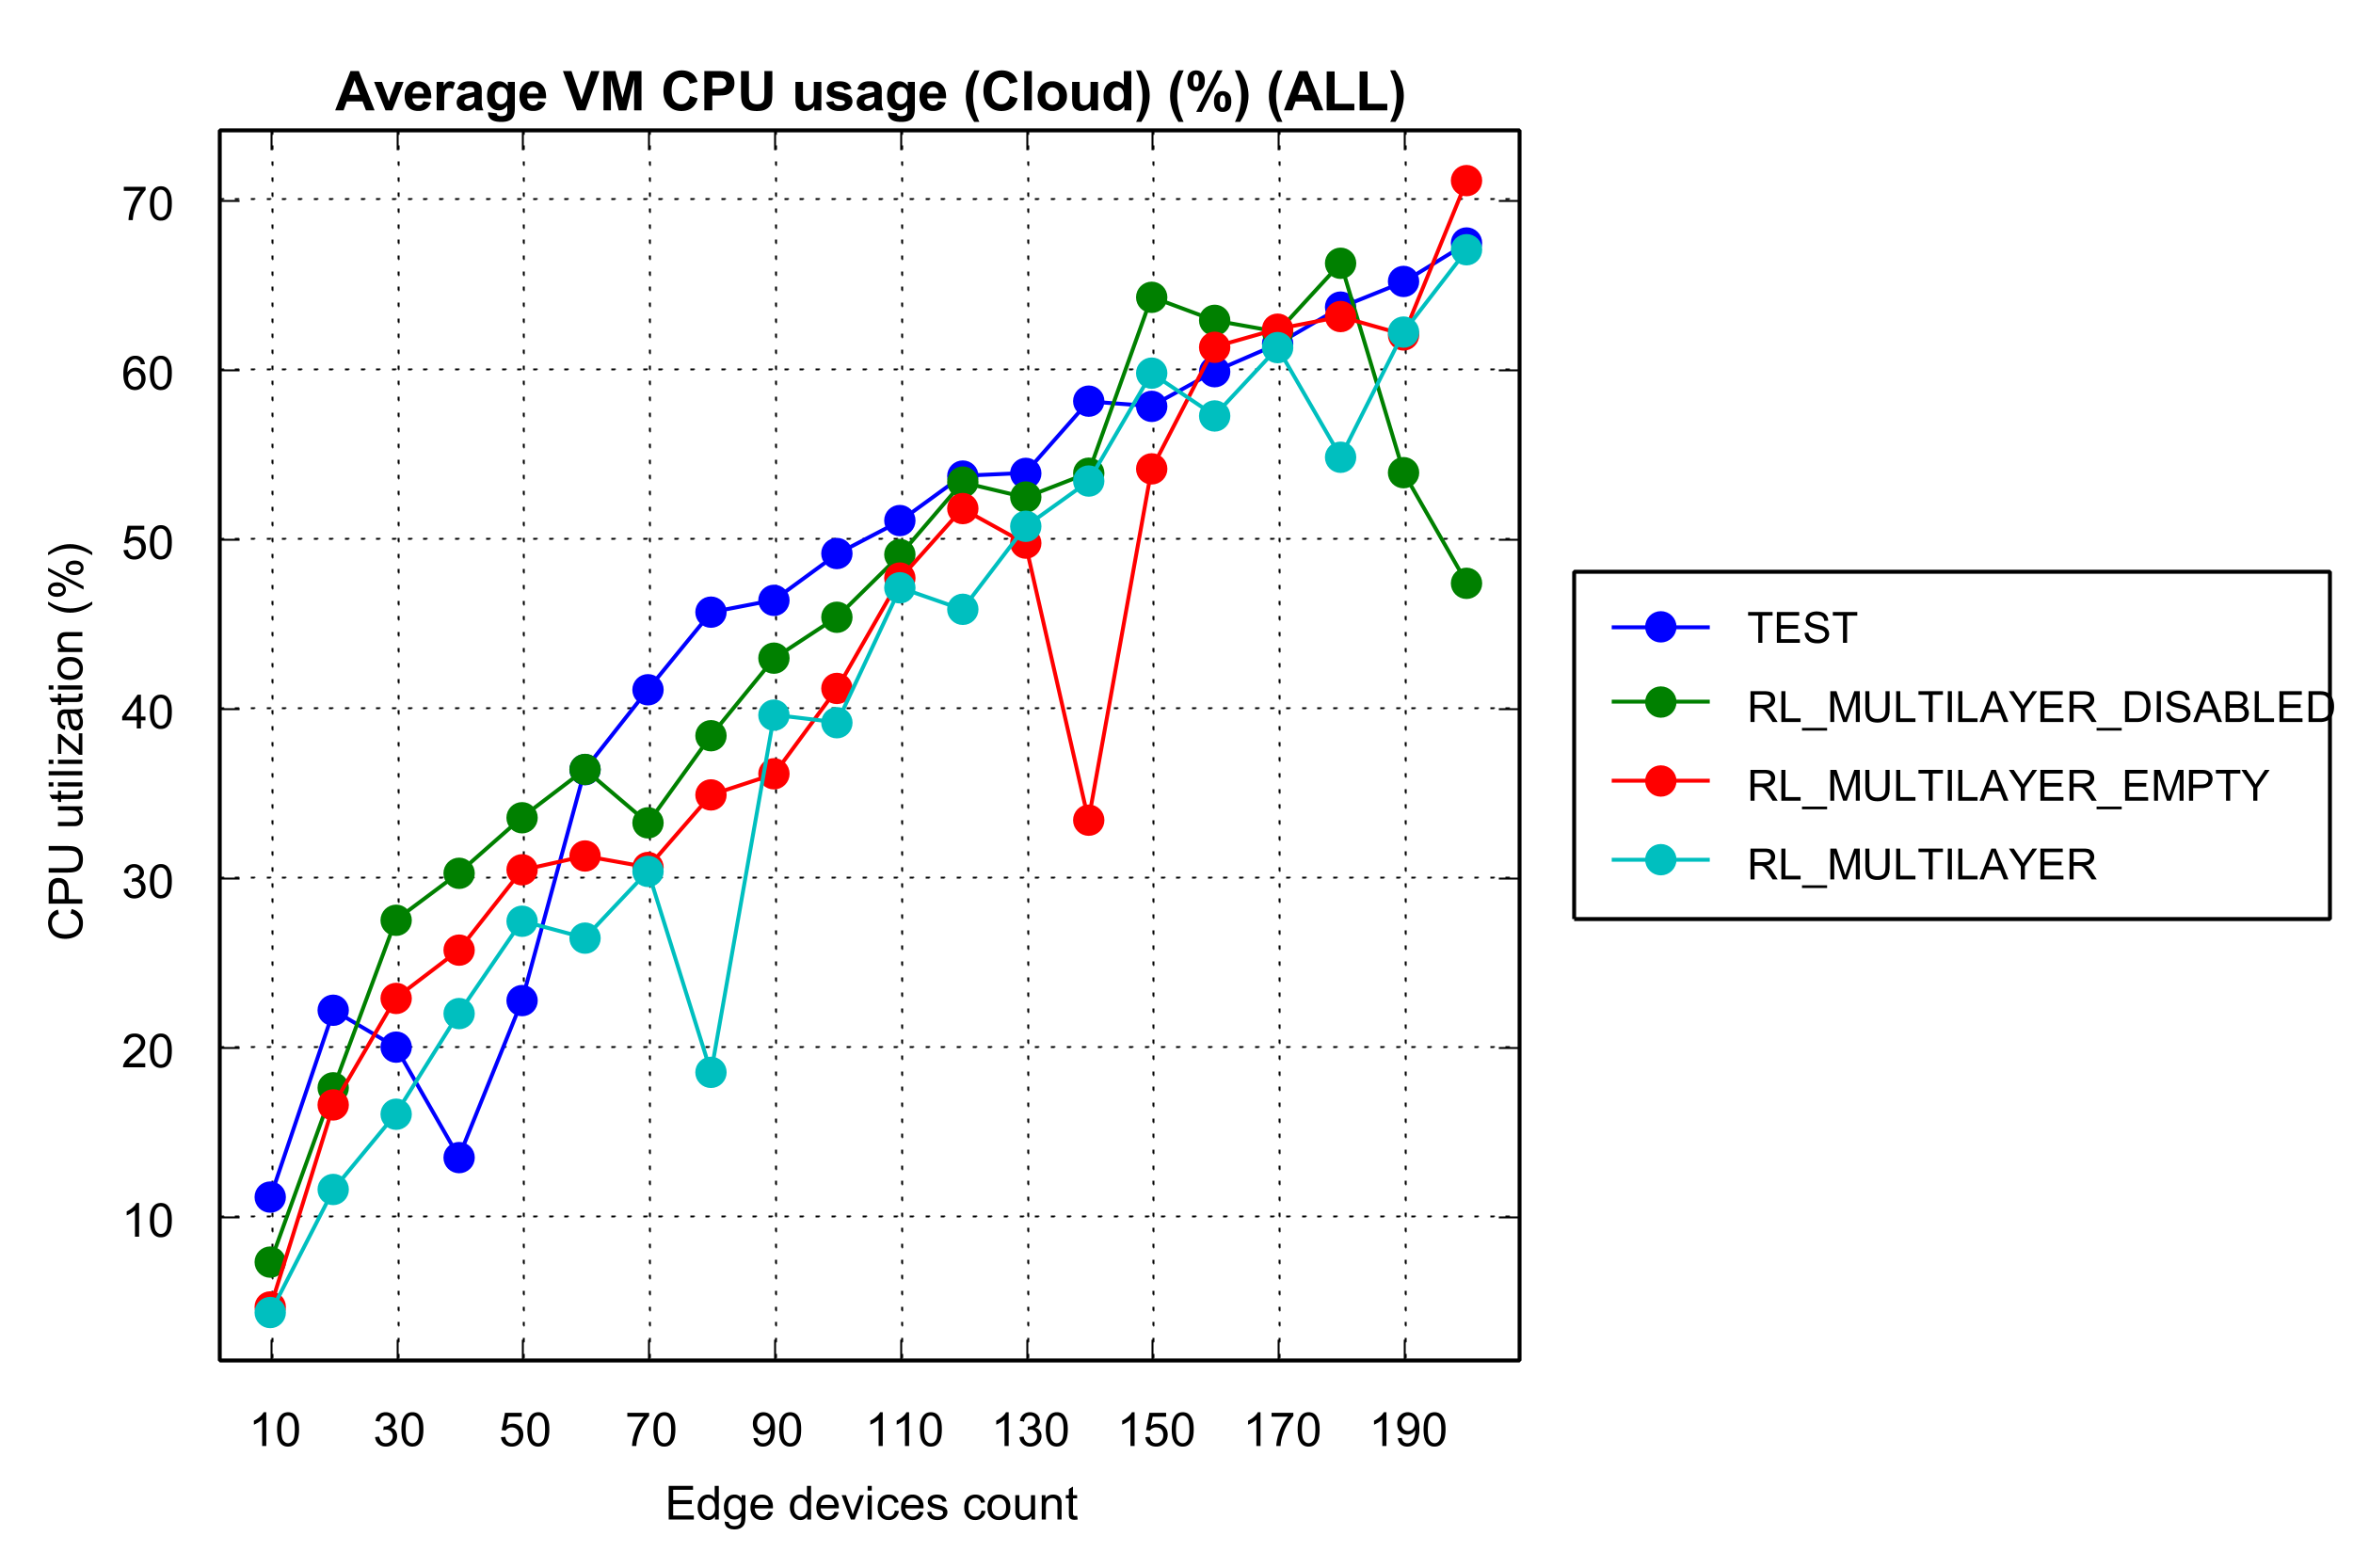 Average VM CPU usage (Cloud) (%) (ALL)
70
60
50
40
30
20
10
CPU utilization (%)
10 30 50 70 90 110 130 150 170 190
Edge devices count
TEST
RL_MULTILAYER_DISABLED
RL_MULTILAYER_EMPTY
RL_MULTILAYER